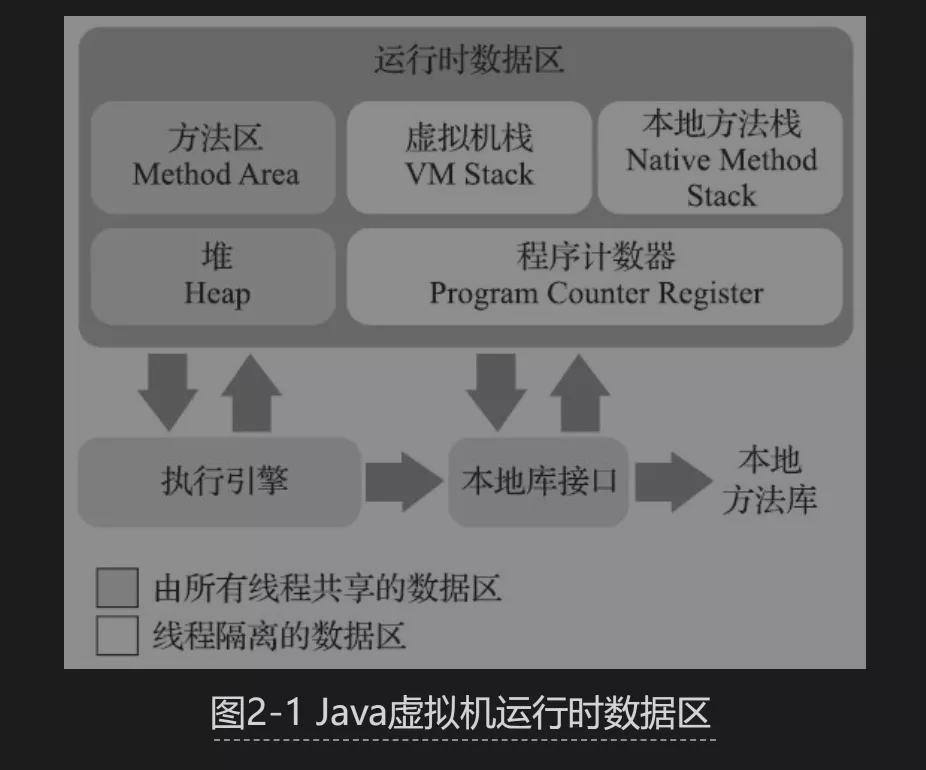 运行时数据区
方法区
Method Area
虚拟机栈
VM Stack
本地方法栈
Native Method
Stack
堆
Heap
程序计数器
Program Counter Register
执行引擎
本地库接口
本地
方法库
由所有线程共享的数据区
线程隔离的数据区
图2-1 Java虚拟机运行时数据区